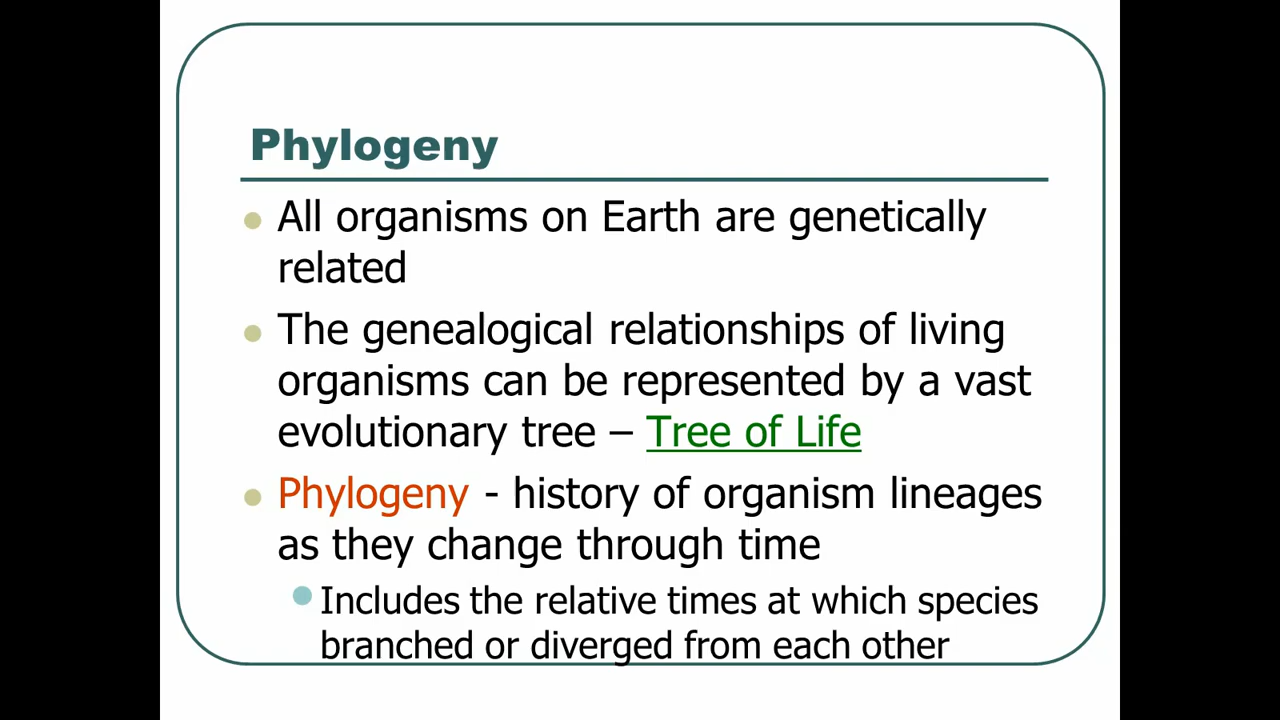 Phylogeny
All organisms on Earth are genetically
related
The genealogical relationships of living
organisms can be represented by a vast
evolutionary tree – Tree of Life
Phylogeny - history of organism lineages
as they change through time
Includes the relative times at which species
branched or diverged from each other